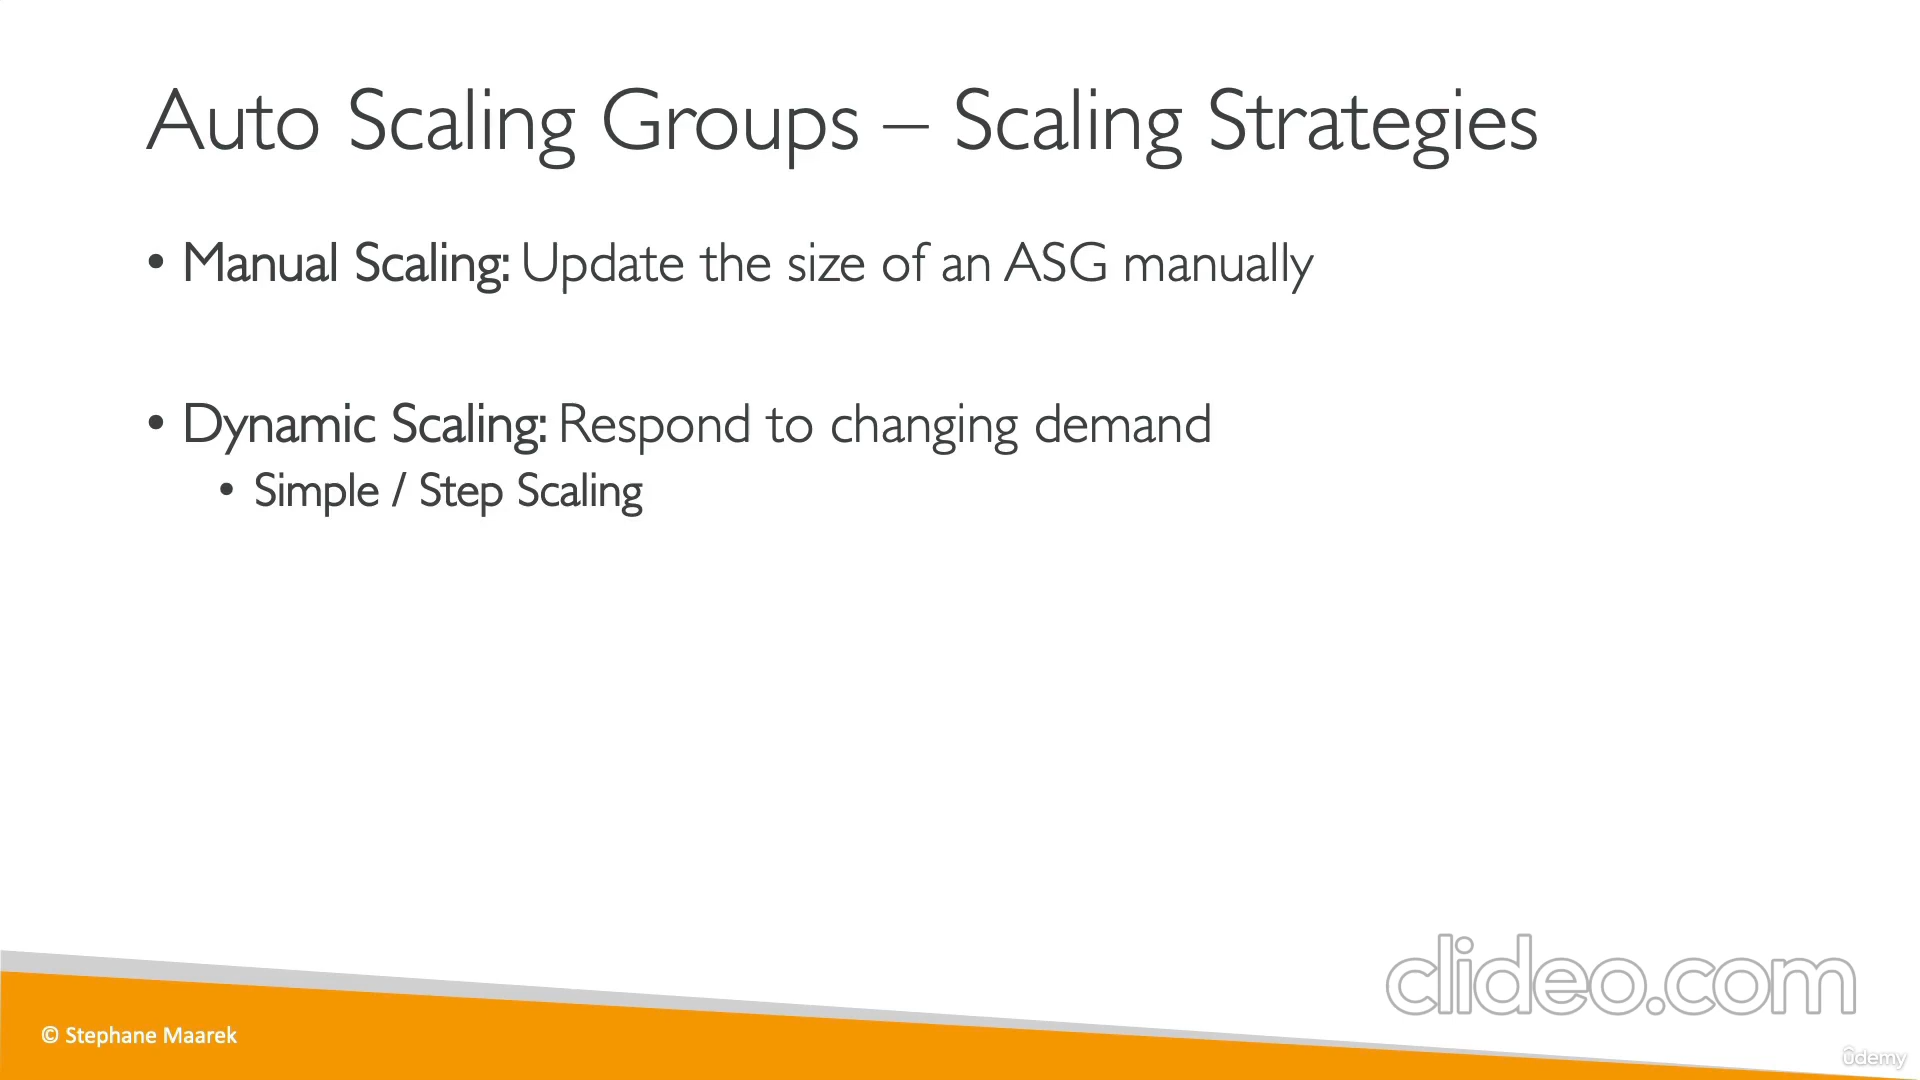 Auto Scaling Groups – Scaling Strategies
• Manual Scaling: Update the size of an ASG manually
• Dynamic Scaling: Respond to changing demand
• Simple / Step Scaling
clideo.com
© Stephane Maarek
ûdemy